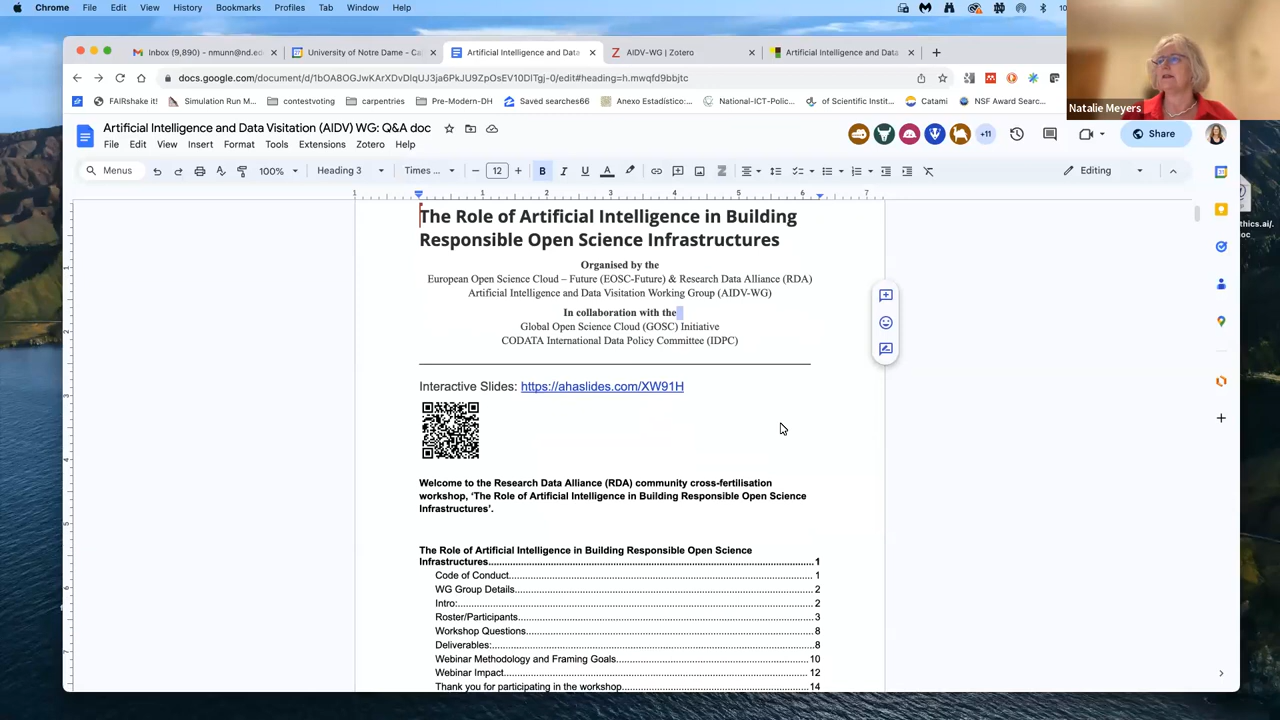 Chrome File Edit View History Bookmarks Profiles Tab Window Help
Inbox (9,890) - nmunn@nd.ed
University of Notre Dame - Ca
Artificial Intelligence and Data
AIDV-WG | Zotero
Artificial Intelligence and Data
docs.google.com/document/d/1bOA8OGJwKArXDvDlqUJ3ja6PkJU9ZpOsEV10DlTgj-0/edit#heading=h.mwqfd9bbjtc
FAIRshake it! Simulation Run M... contestvoting carpentries Pre-Modern-DH Saved searches66 Anexo Estadístico:... National-ICT-Polic... of Scientific Instit... Catami NSF Award Searc...
Natalie Meyers
Artificial Intelligence and Data Visitation (AIDV) WG: Q&A doc
+11
Share
File Edit View Insert Format Tools Extensions Zotero Help
Menus 100% Heading 3 Times ... 12 B I U A Editing
1 1 2 3 4 5 6 7
The Role of Artificial Intelligence in Building
Responsible Open Science Infrastructures
Organised by the
European Open Science Cloud – Future (EOSC-Future) & Research Data Alliance (RDA)
Artificial Intelligence and Data Visitation Working Group (AIDV-WG)
In collaboration with the
Global Open Science Cloud (GOSC) Initiative
CODATA International Data Policy Committee (IDPC)
Interactive Slides: https://ahaslides.com/XW91H
Welcome to the Research Data Alliance (RDA) community cross-fertilisation
workshop, ‘The Role of Artificial Intelligence in Building Responsible Open Science
Infrastructures’.
The Role of Artificial Intelligence in Building Responsible Open Science
Infrastructures 1
Code of Conduct 1
WG Group Details 2
Intro: 2
Roster/Participants 3
Workshop Questions 8
Deliverables: 8
Webinar Methodology and Framing Goals 10
Webinar Impact 12
Thank you for participating in the workshop 14